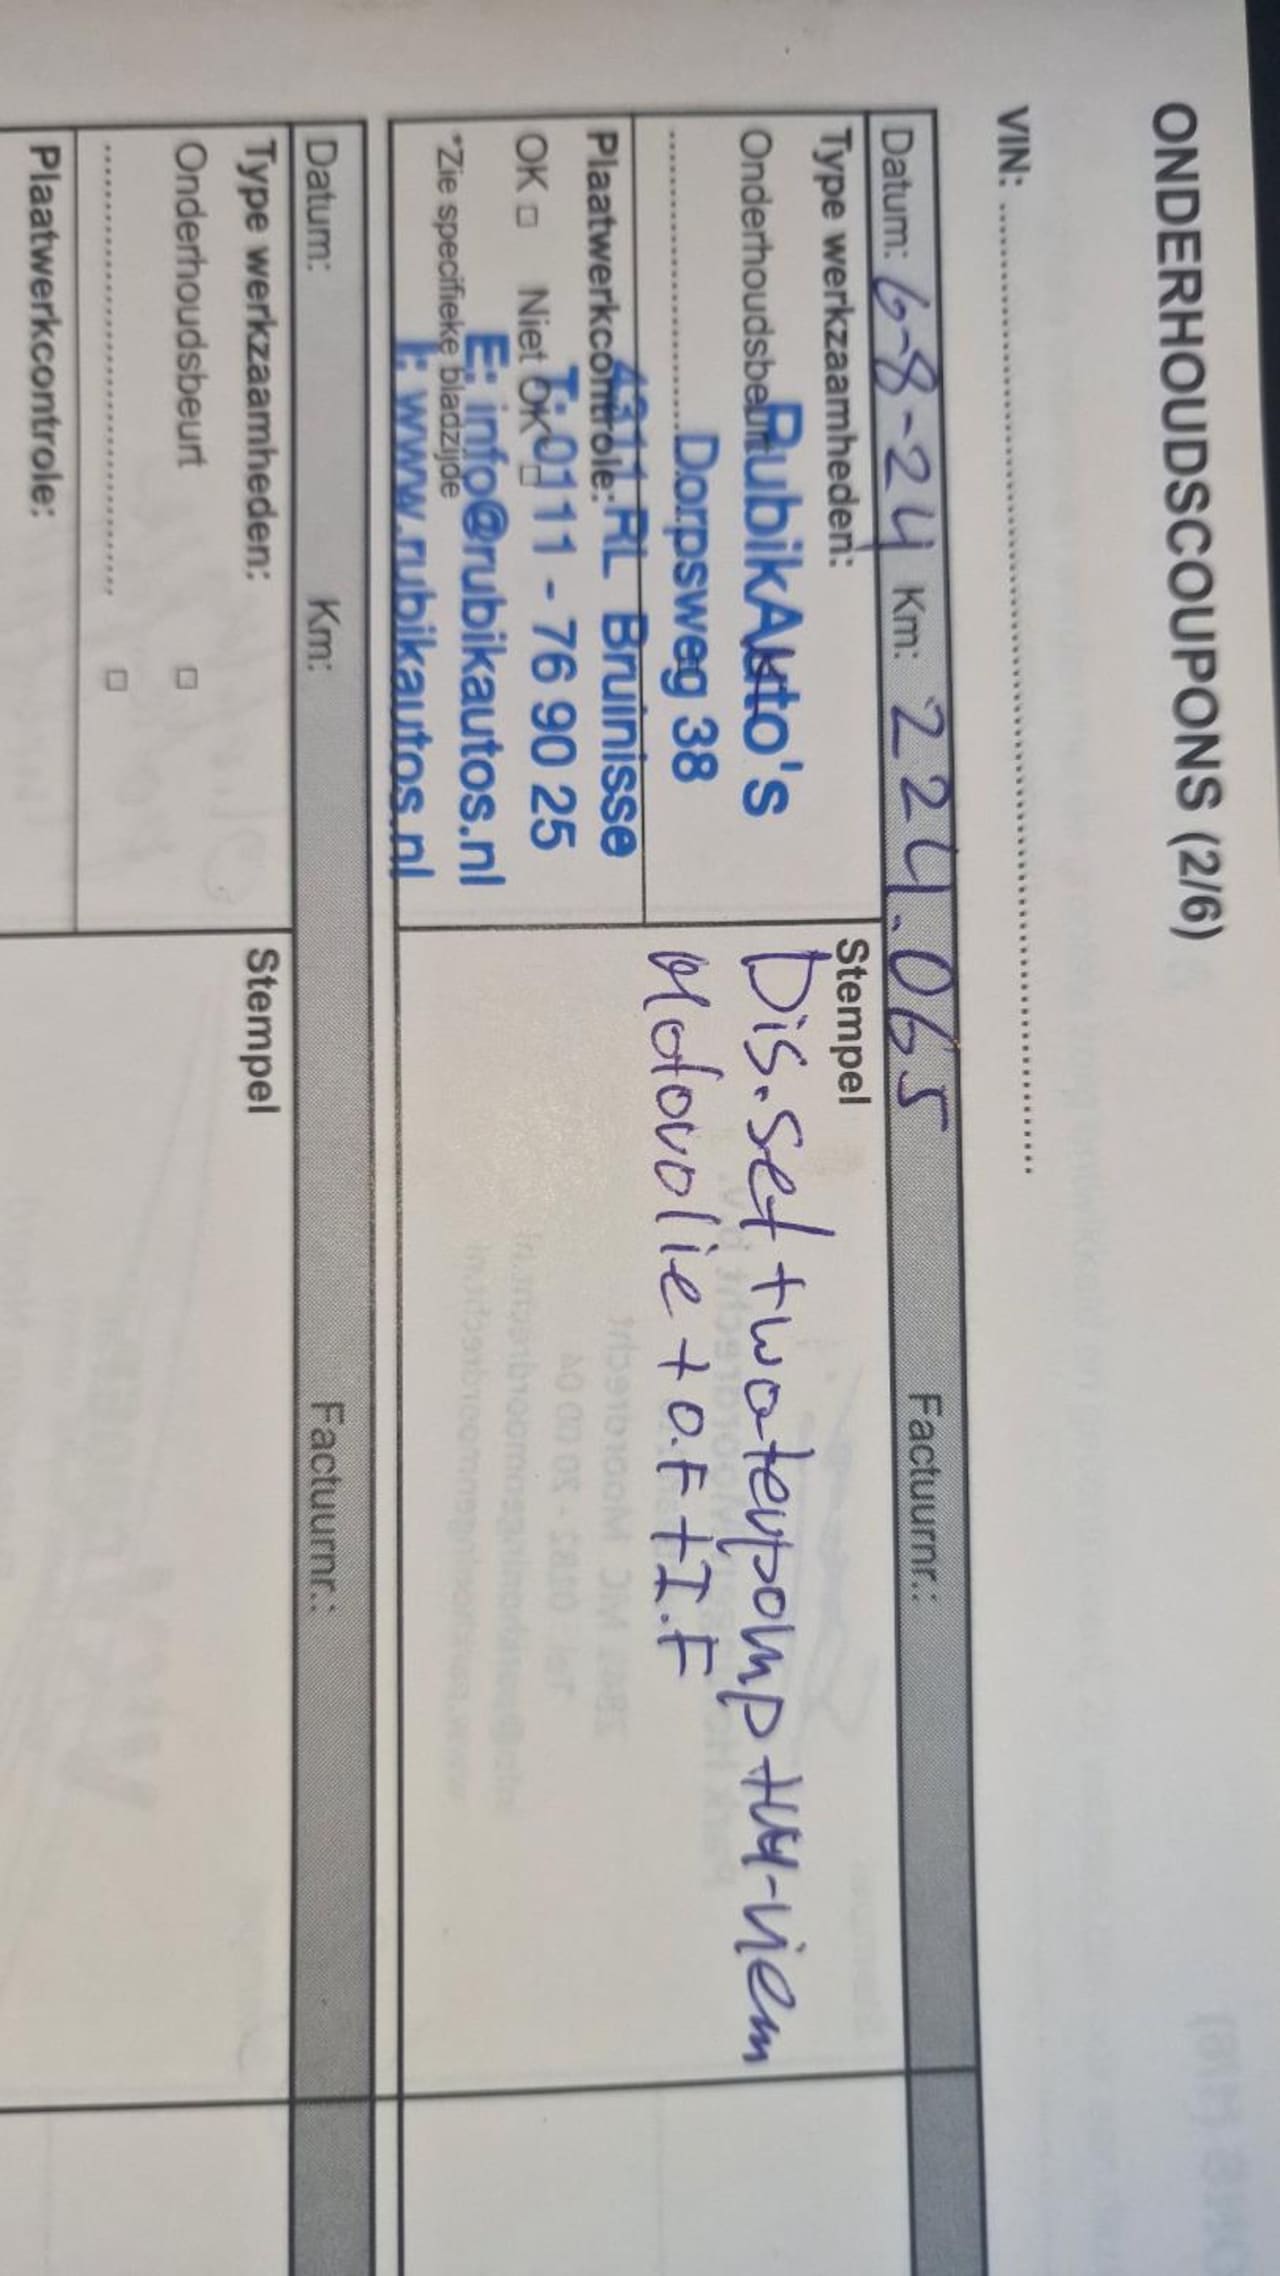 ONDERHOUDSCOUPONS (2/6)
VIN: ..........................................................................
Datum: 6-8-24 Km: 224.065 Factuurnr.:
Type werkzaamheden:
Stempel
Onderhoudsbeurt
RubikAuto's
Dis.set + waterpomp + M-riem
....................................
Dorpsweg 38
Motorolie + O.F + I.F
Plaatwerkcontrole:
4311 RL Bruinisse
OK □ Niet OK □
T: 0111 - 76 90 25
*Zie specifieke bladzijde
E: info@rubikautos.nl
I: www.rubikautos.nl
Datum: Km: Factuurnr.:
Type werkzaamheden:
Stempel
Onderhoudsbeurt □
.................................... □
Plaatwerkcontrole: